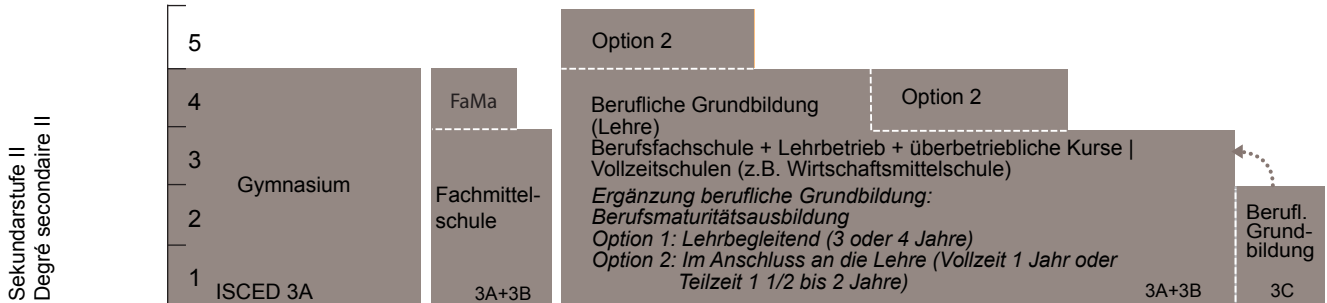 Sekundarstufe II
Degré secondaire II
5
4
3
2
1
Gymnasium
ISCED 3A
FaMa
Fachmittel-
schule
3A+3B
Option 2
Option 2
Berufliche Grundbildung
(Lehre)
Berufsfachschule + Lehrbetrieb + überbetriebliche Kurse |
Vollzeitschulen (z.B. Wirtschaftsmittelschule)
Ergänzung berufliche Grundbildung:
Berufsmaturitätsausbildung
Option 1: Lehrbegleitend (3 oder 4 Jahre)
Option 2: Im Anschluss an die Lehre (Vollzeit 1 Jahr oder
Teilzeit 1 1/2 bis 2 Jahre)
3A+3B
Berufl.
Grund-
bildung
3C